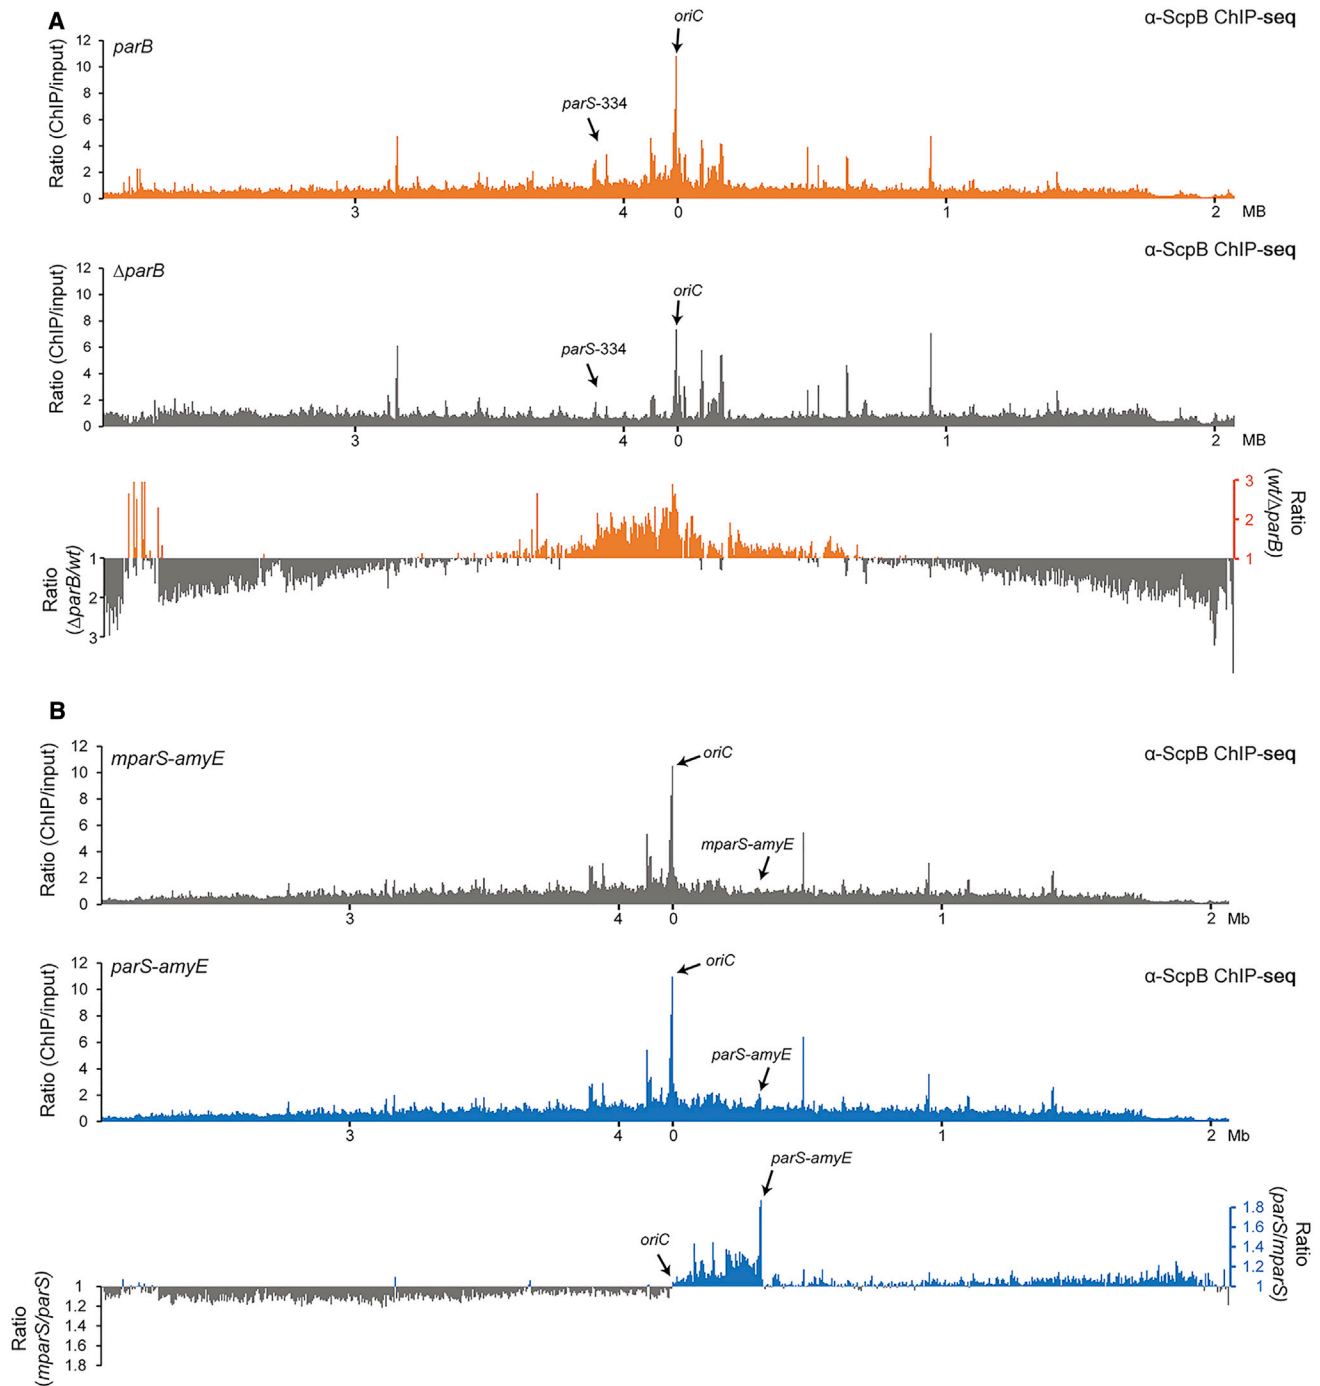 A
α-ScpB ChIP-seq
parB
oriC
parS-334
Ratio (ChIP/input)
12
10
8
6
4
2
0
3 4 0 1 2 MB
α-ScpB ChIP-seq
ΔparB
oriC
parS-334
Ratio (ChIP/input)
12
10
8
6
4
2
0
3 4 0 1 2 MB
3
2
1
Ratio
(wt/ΔparB)
1
2
3
Ratio
(ΔparB/wt)
B
α-ScpB ChIP-seq
mparS-amyE
oriC
mparS-amyE
Ratio (ChIP/input)
12
10
8
6
4
2
0
3 4 0 1 2 Mb
α-ScpB ChIP-seq
parS-amyE
oriC
parS-amyE
Ratio (ChIP/input)
12
10
8
6
4
2
0
3 4 0 1 2 Mb
parS-amyE
oriC
1.8
1.6
1.4
1.2
1
Ratio
(parS/mparS)
1
1.2
1.4
1.6
1.8
Ratio
(mparS/parS)